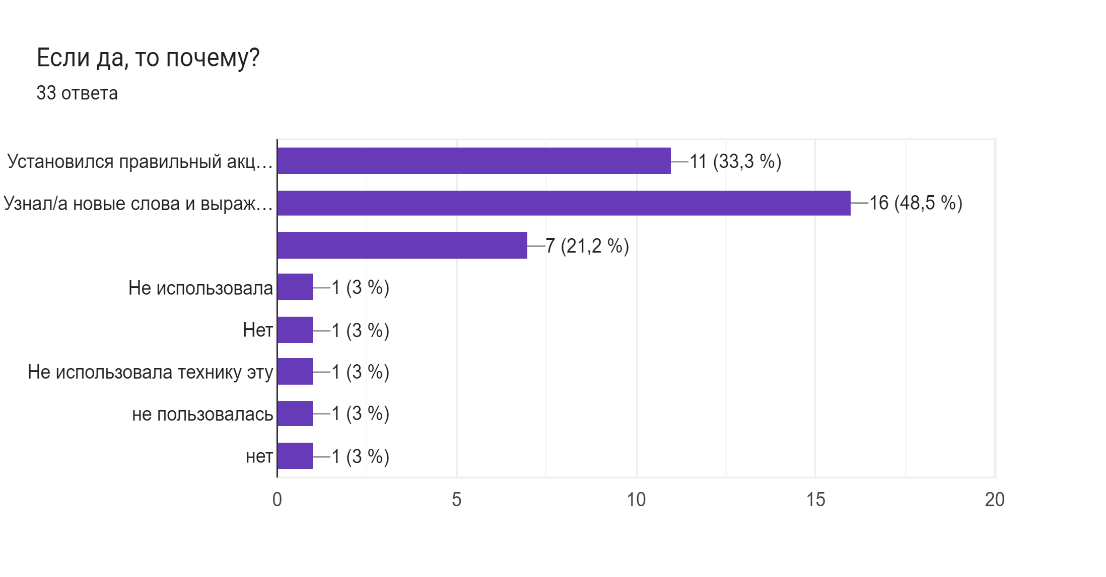 Если да, то почему?
33 ответа
Установился правильный акц…
11 (33,3 %)
Узнал/а новые слова и выраж…
16 (48,5 %)
7 (21,2 %)
Не использовала
1 (3 %)
Нет
1 (3 %)
Не использовала технику эту
1 (3 %)
не пользовалась
1 (3 %)
нет
1 (3 %)
0 5 10 15 20